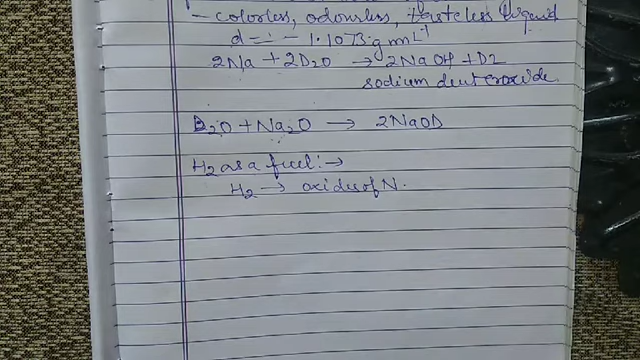 - colorless, odourless, tasteless liquid
d = - 1.1073 g mL⁻¹
2Na + 2D₂O → 2NaOH + D2
sodium deuteroxide.
D₂O + Na₂O → 2NaOD
H₂ as a fuel :→
H₂ → oxides of N.